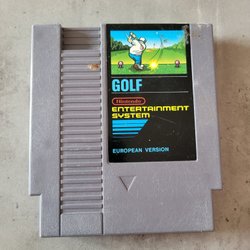 GOLF
Nintendo
ENTERTAINMENT
SYSTEM
EUROPEAN VERSION